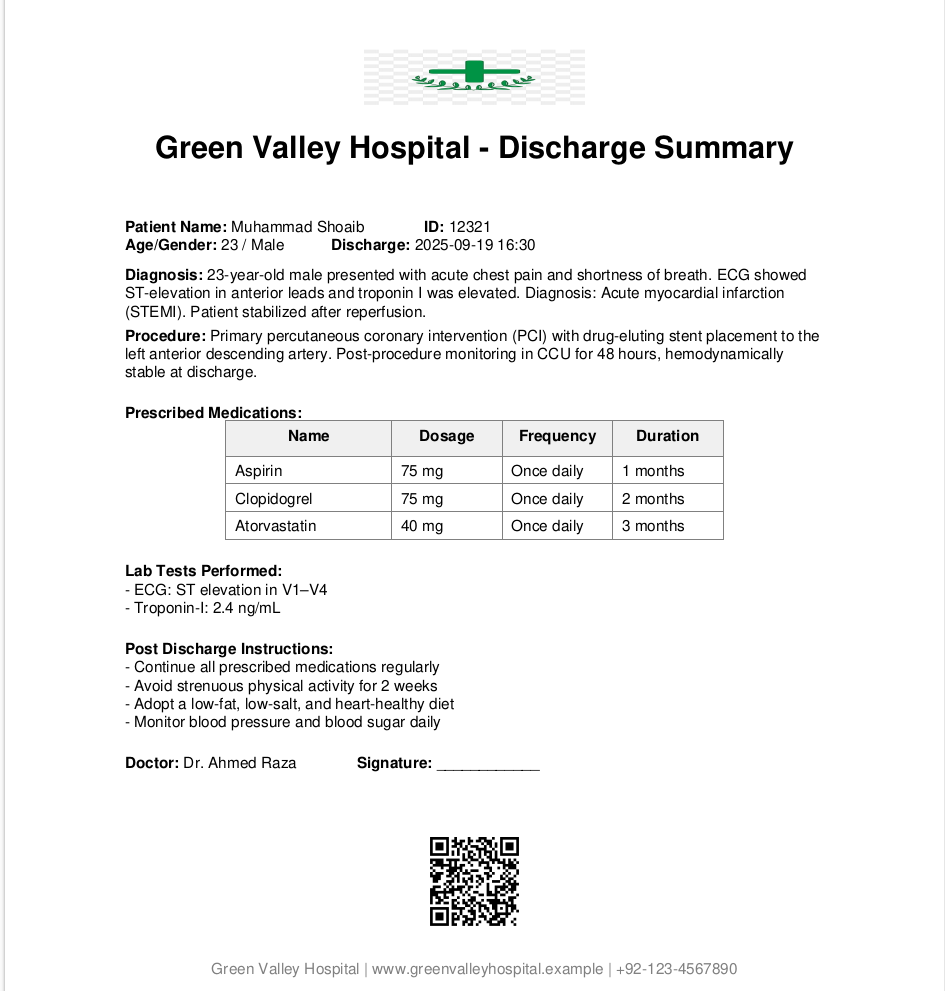 Green Valley Hospital - Discharge Summary
Patient Name: Muhammad Shoaib ID: 12321
Age/Gender: 23 / Male Discharge: 2025-09-19 16:30
Diagnosis: 23-year-old male presented with acute chest pain and shortness of breath. ECG showed
ST-elevation in anterior leads and troponin I was elevated. Diagnosis: Acute myocardial infarction
(STEMI). Patient stabilized after reperfusion.
Procedure: Primary percutaneous coronary intervention (PCI) with drug-eluting stent placement to the
left anterior descending artery. Post-procedure monitoring in CCU for 48 hours, hemodynamically
stable at discharge.
Prescribed Medications:
Name Dosage Frequency Duration
Aspirin 75 mg Once daily 1 months
Clopidogrel 75 mg Once daily 2 months
Atorvastatin 40 mg Once daily 3 months
Lab Tests Performed:
- ECG: ST elevation in V1–V4
- Troponin-I: 2.4 ng/mL
Post Discharge Instructions:
- Continue all prescribed medications regularly
- Avoid strenuous physical activity for 2 weeks
- Adopt a low-fat, low-salt, and heart-healthy diet
- Monitor blood pressure and blood sugar daily
Doctor: Dr. Ahmed Raza Signature: ____________
Green Valley Hospital | www.greenvalleyhospital.example | +92-123-4567890